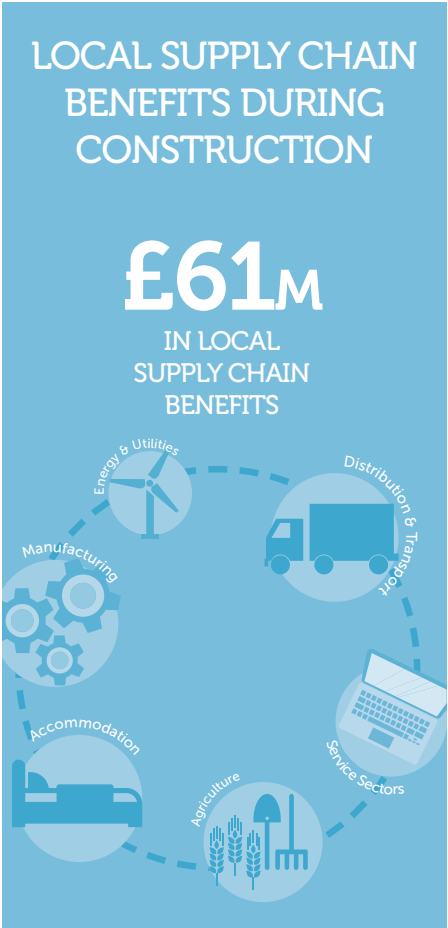 LOCAL SUPPLY CHAIN
BENEFITS DURING
CONSTRUCTION
£61M
IN LOCAL
SUPPLY CHAIN
BENEFITS
Energy & Utilities
Distribution & Transport
Manufacturing
Accommodation
Service Sectors
Agriculture